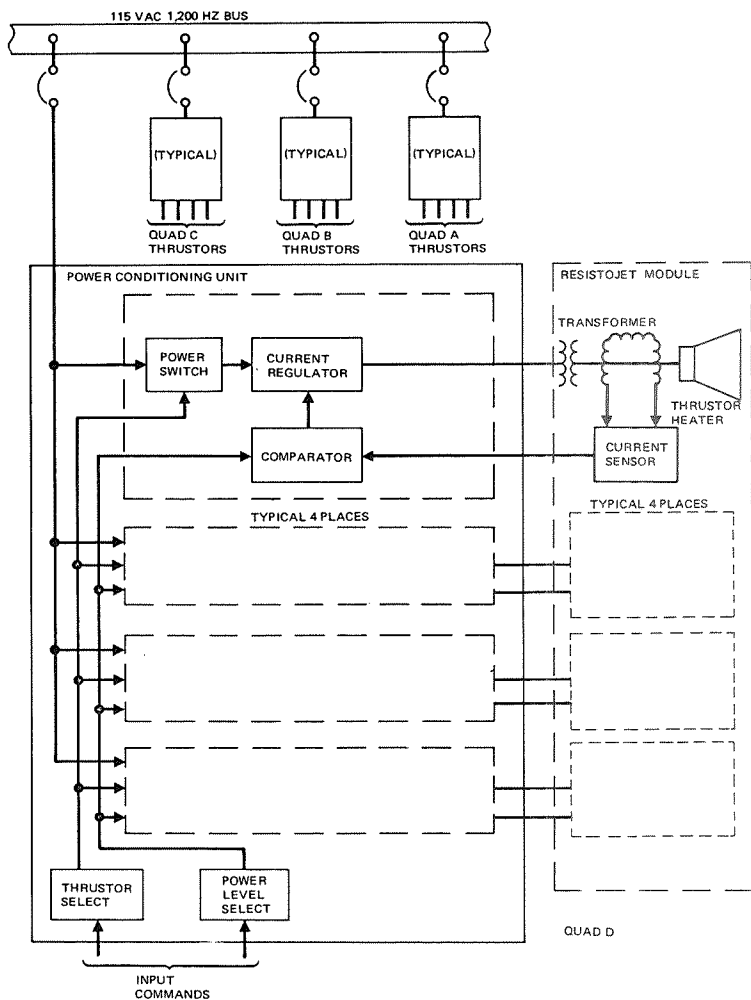 115 VAC 1,200 HZ BUS
(TYPICAL)
(TYPICAL)
(TYPICAL)
QUAD C
THRUSTORS
QUAD B
THRUSTORS
QUAD A
THRUSTORS
POWER CONDITIONING UNIT
RESISTOJET MODULE
TRANSFORMER
POWER
SWITCH
CURRENT
REGULATOR
THRUSTOR
HEATER
COMPARATOR
CURRENT
SENSOR
TYPICAL 4 PLACES
TYPICAL 4 PLACES
THRUSTOR
SELECT
POWER
LEVEL
SELECT
QUAD D
INPUT
COMMANDS